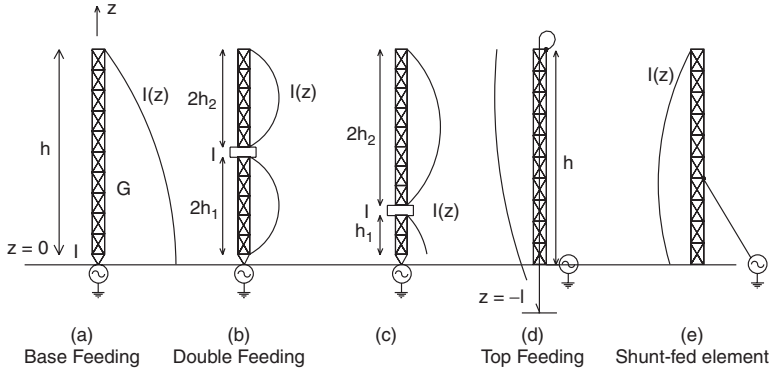 z
h
I(z)
G
z = 0
I
2h2
I(z)
I
2h1
2h2
I
I(z)
h1
h
z = –l
I(z)
(a)
Base Feeding
(b)
Double Feeding
(c)
(d)
Top Feeding
(e)
Shunt-fed element